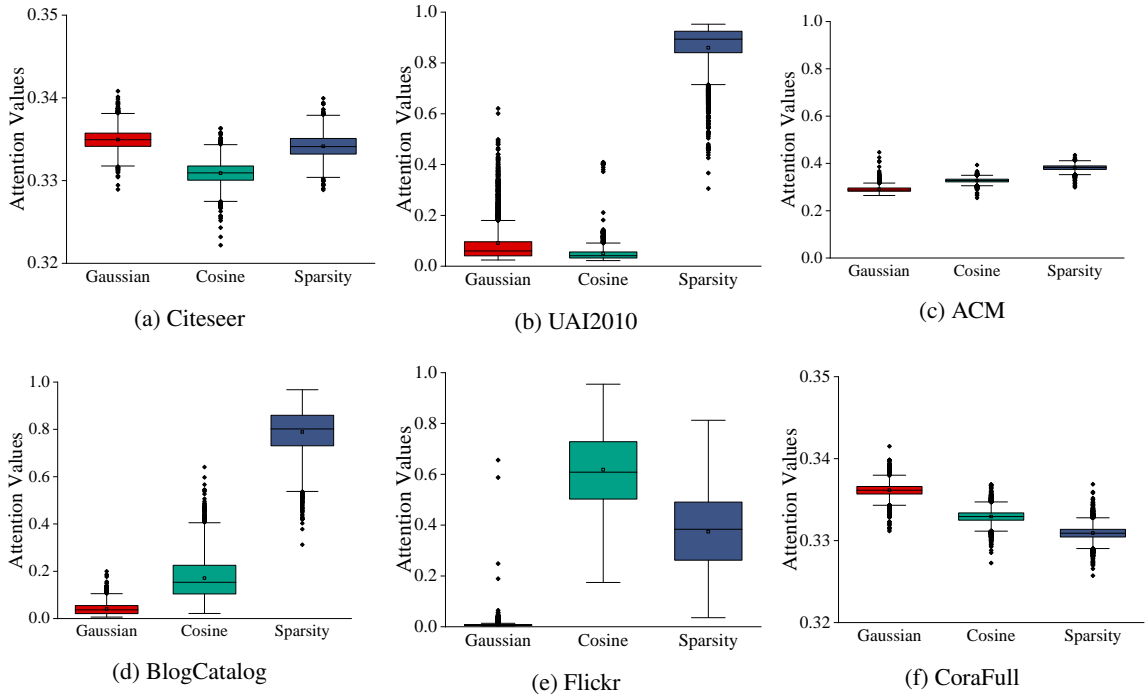 0.35
0.34
0.33
0.32
Attention Values
Gaussian Cosine Sparsity
(a) Citeseer
1.0
0.8
0.6
0.4
0.2
0.0
Attention Values
Gaussian Cosine Sparsity
(b) UAI2010
1.0
0.8
0.6
0.4
0.2
0.0
Attention Values
Gaussian Cosine Sparsity
(c) ACM
1.0
0.8
0.6
0.4
0.2
0.0
Attention Values
Gaussian Cosine Sparsity
(d) BlogCatalog
1.0
0.8
0.6
0.4
0.2
0.0
Attention Values
Gaussian Cosine Sparsity
(e) Flickr
0.35
0.34
0.33
0.32
Attention Values
Gaussian Cosine Sparsity
(f) CoraFull